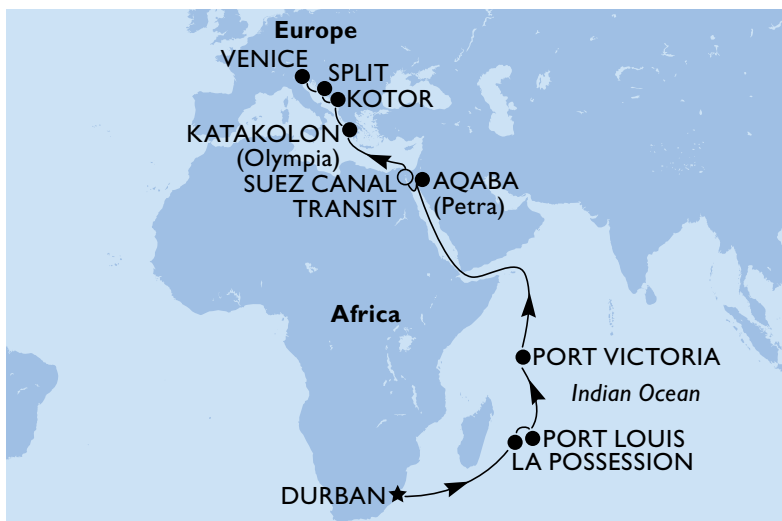 Europe
VENICE
SPLIT
KOTOR
KATAKOLON
(Olympia)
SUEZ CANAL
TRANSIT
AQABA
(Petra)
Africa
PORT VICTORIA
Indian Ocean
PORT LOUIS
LA POSSESSION
DURBAN